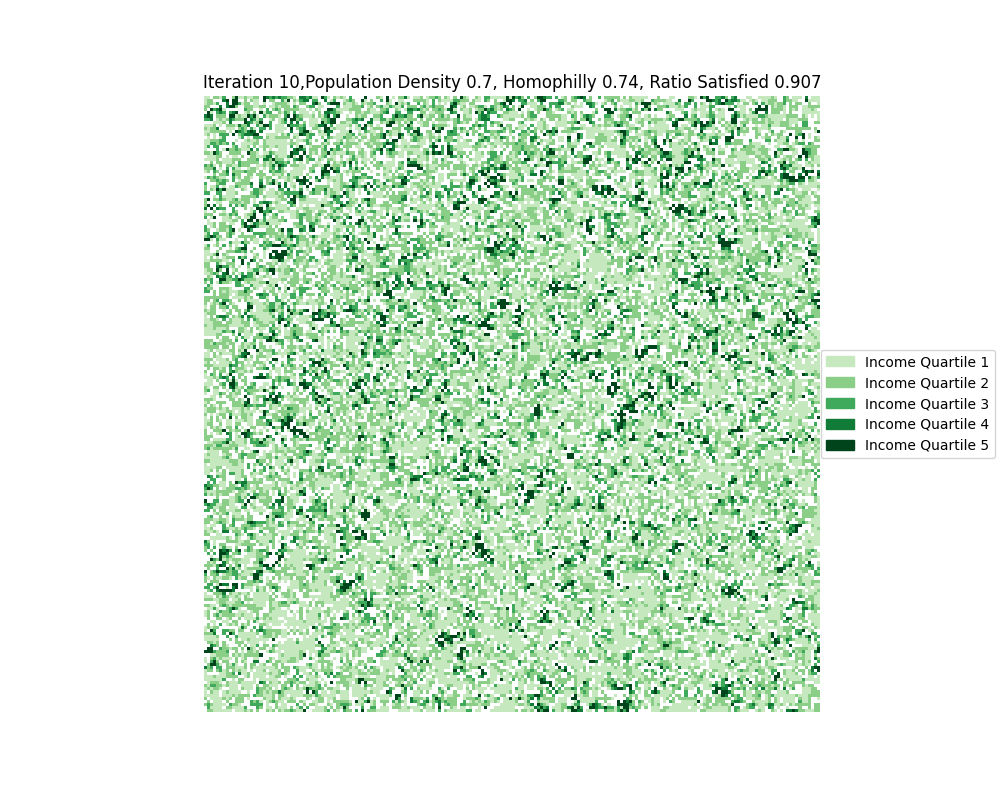 Iteration 10,Population Density 0.7, Homophilly 0.74, Ratio Satisfied 0.907
Income Quartile 1
Income Quartile 2
Income Quartile 3
Income Quartile 4
Income Quartile 5